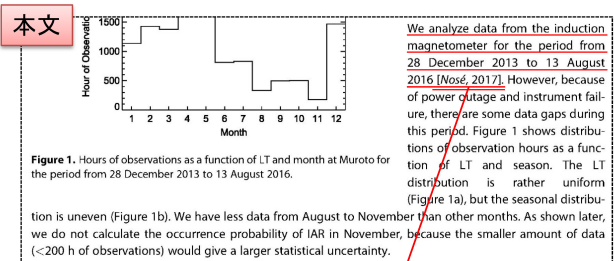 本文
Hour of Observatio
1500
1000
500
0
1 2 3 4 5 6 7 8 9 10 11 12
Month
Figure 1. Hours of observations as a function of LT and month at Muroto for
the period from 28 December 2013 to 13 August 2016.
We analyze data from the induction
magnetometer for the period from
28 December 2013 to 13 August
2016 [Nosé, 2017]. However, because
of power outage and instrument fail-
ure, there are some data gaps during
this period. Figure 1 shows distribu-
tions of observation hours as a func-
tion of LT and season. The LT
distribution is rather uniform
(Figure 1a), but the seasonal distribu-
tion is uneven (Figure 1b). We have less data from August to November than other months. As shown later,
we do not calculate the occurrence probability of IAR in November, because the smaller amount of data
(<200 h of observations) would give a larger statistical uncertainty.